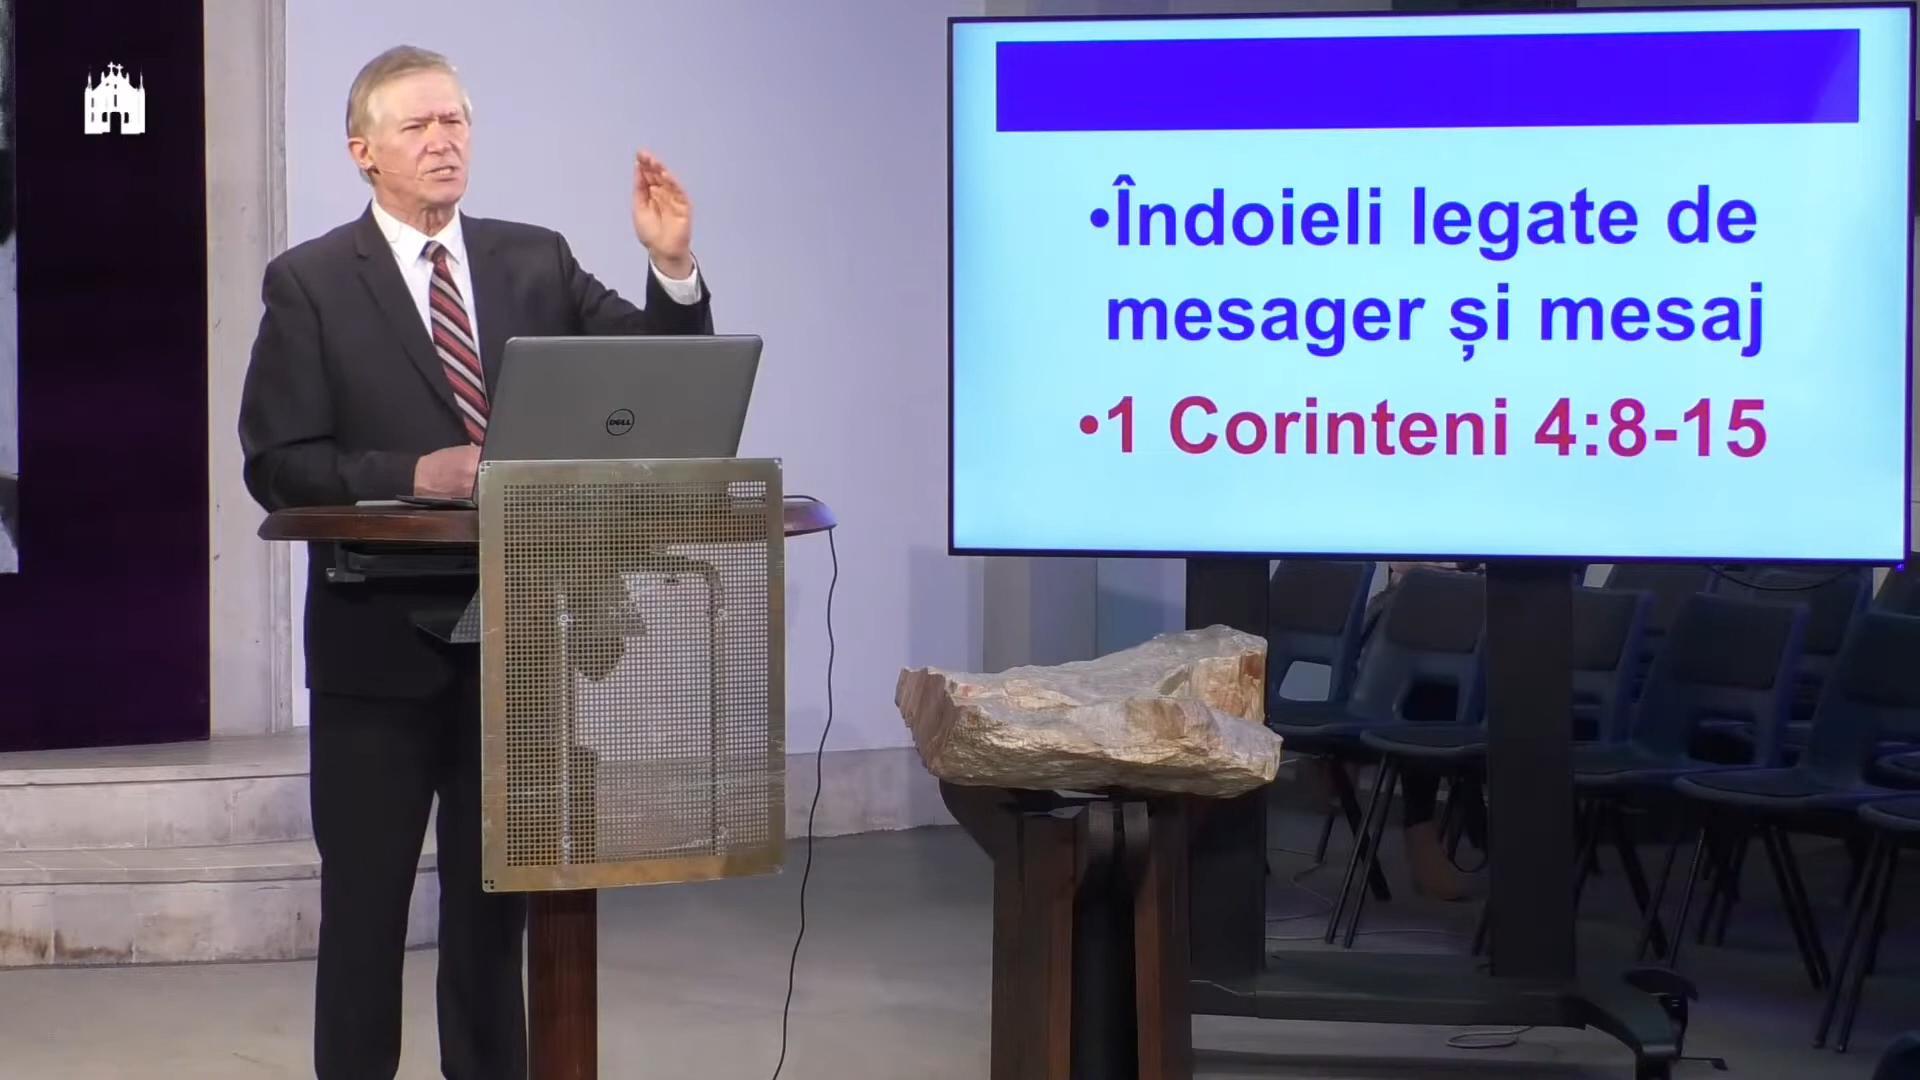 •Îndoieli legate de
mesager și mesaj
•1 Corinteni 4:8-15
DELL